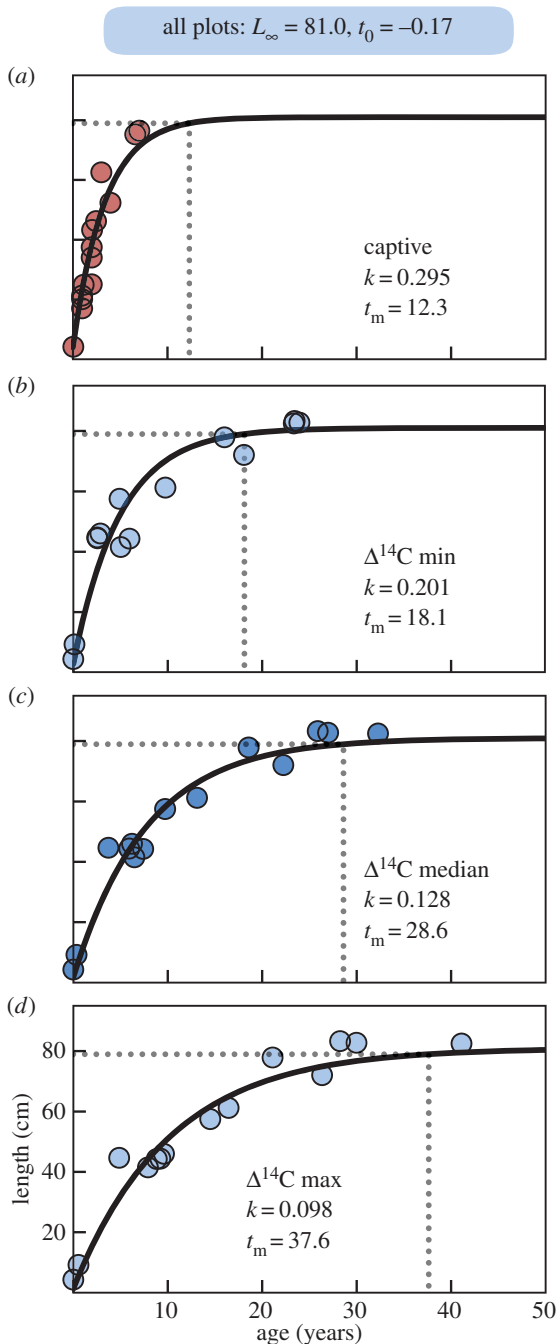 all plots: L∞ = 81.0, t0 = –0.17
(a)
captive
k = 0.295
tm = 12.3
(b)
Δ14C min
k = 0.201
tm = 18.1
(c)
Δ14C median
k = 0.128
tm = 28.6
(d)
80
60
40
20
length (cm)
Δ14C max
k = 0.098
tm = 37.6
10 20 30 40 50
age (years)